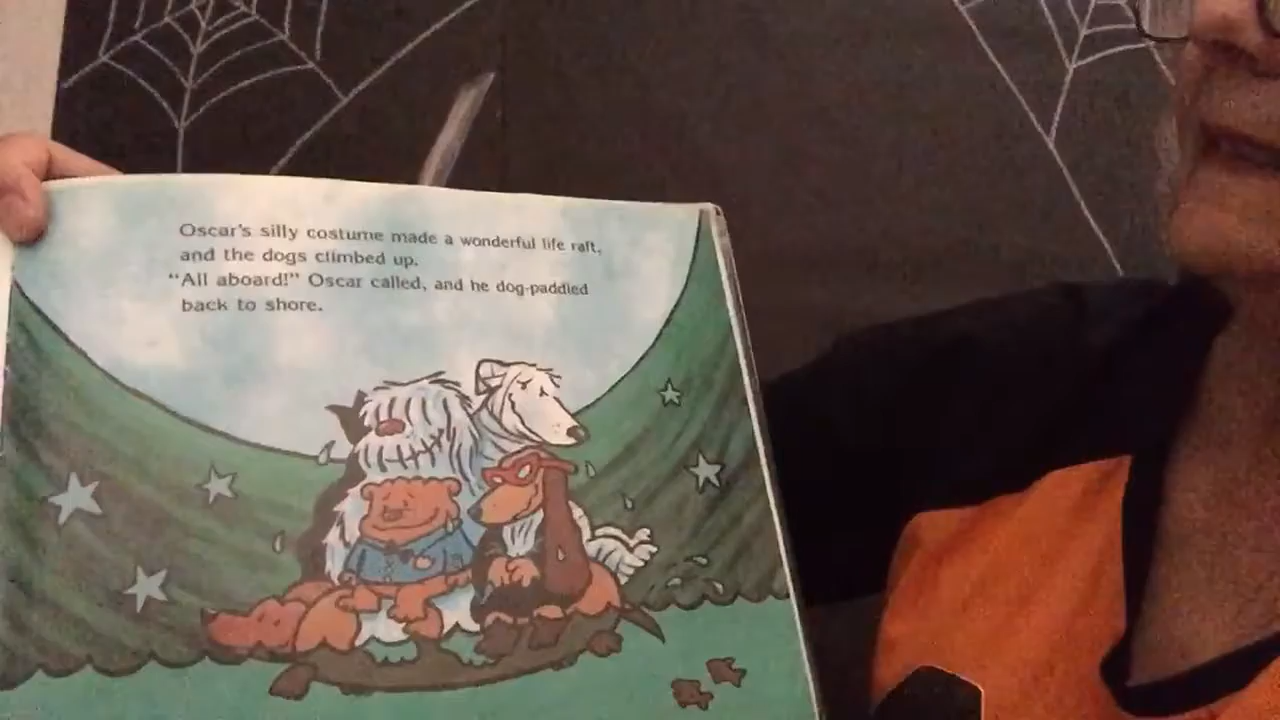 Oscar's silly costume made a wonderful life raft,
and the dogs climbed up.
"All aboard!" Oscar called, and he dog-paddled
back to shore.